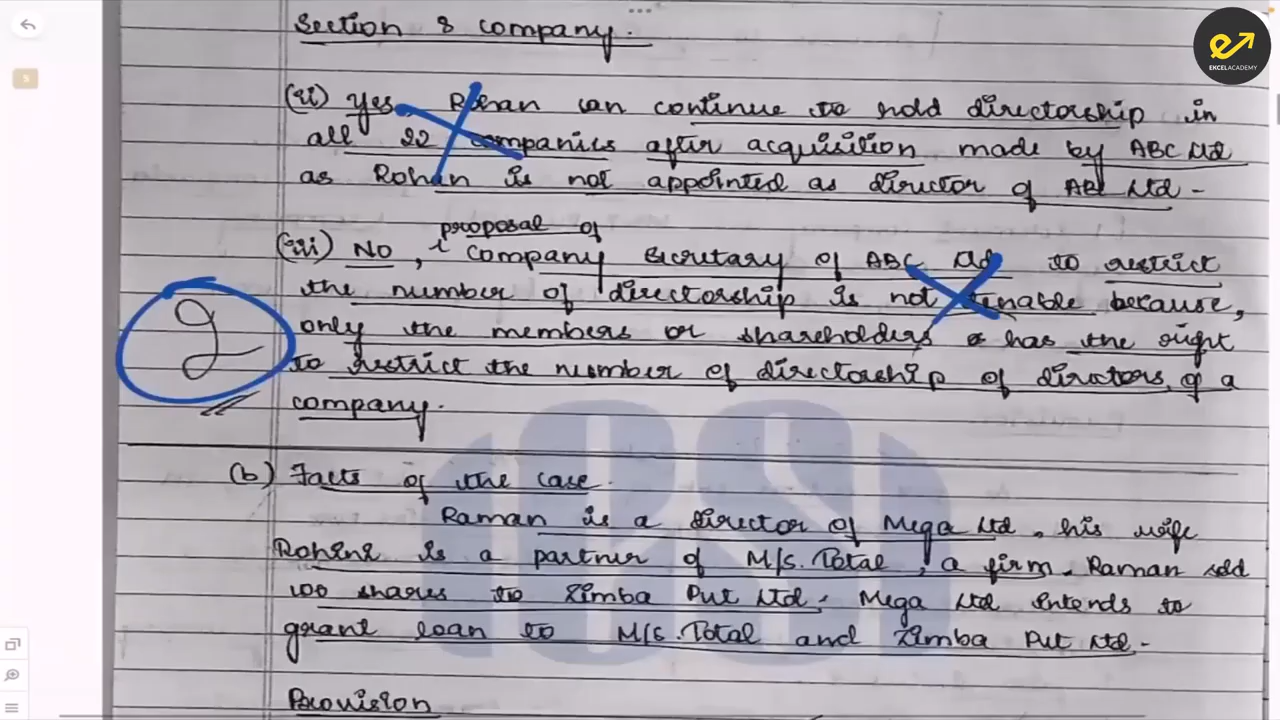 Section 8 company.
EXCELACADEMY
5
(ii) Yes, Rohan can continue to hold directorship in
all 22 companies after acquisition made by ABC Ltd
as Rohan is not appointed as director of ABC Ltd -
proposal of
(iii) No, Company Secretary of ABC Ltd to restrict
the number of directorship is not tenable because,
2
only the members or shareholders has the right
to restrict the number of directorship of directors of a
company.
(b) Facts of the case.
Raman is a director of Mega Ltd, his wife
Rohini is a partner of M/s. Total, a firm. Raman sold
100 shares to Zimba Pvt Ltd. Mega Ltd intends to
grant loan to M/s. Total and Zimba Pvt Ltd.
Provision